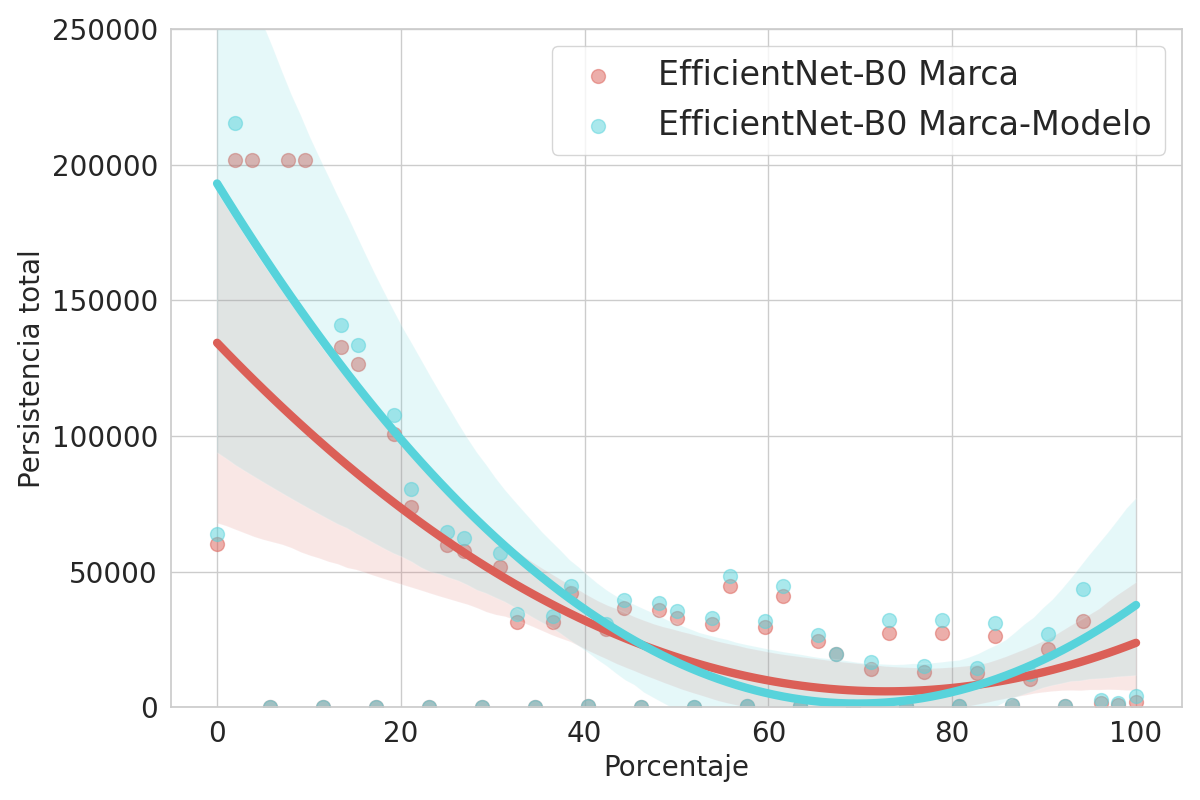 250000
200000
150000
100000
50000
0
Persistencia total
EfficientNet-B0 Marca
EfficientNet-B0 Marca-Modelo
0 20 40 60 80 100
Porcentaje